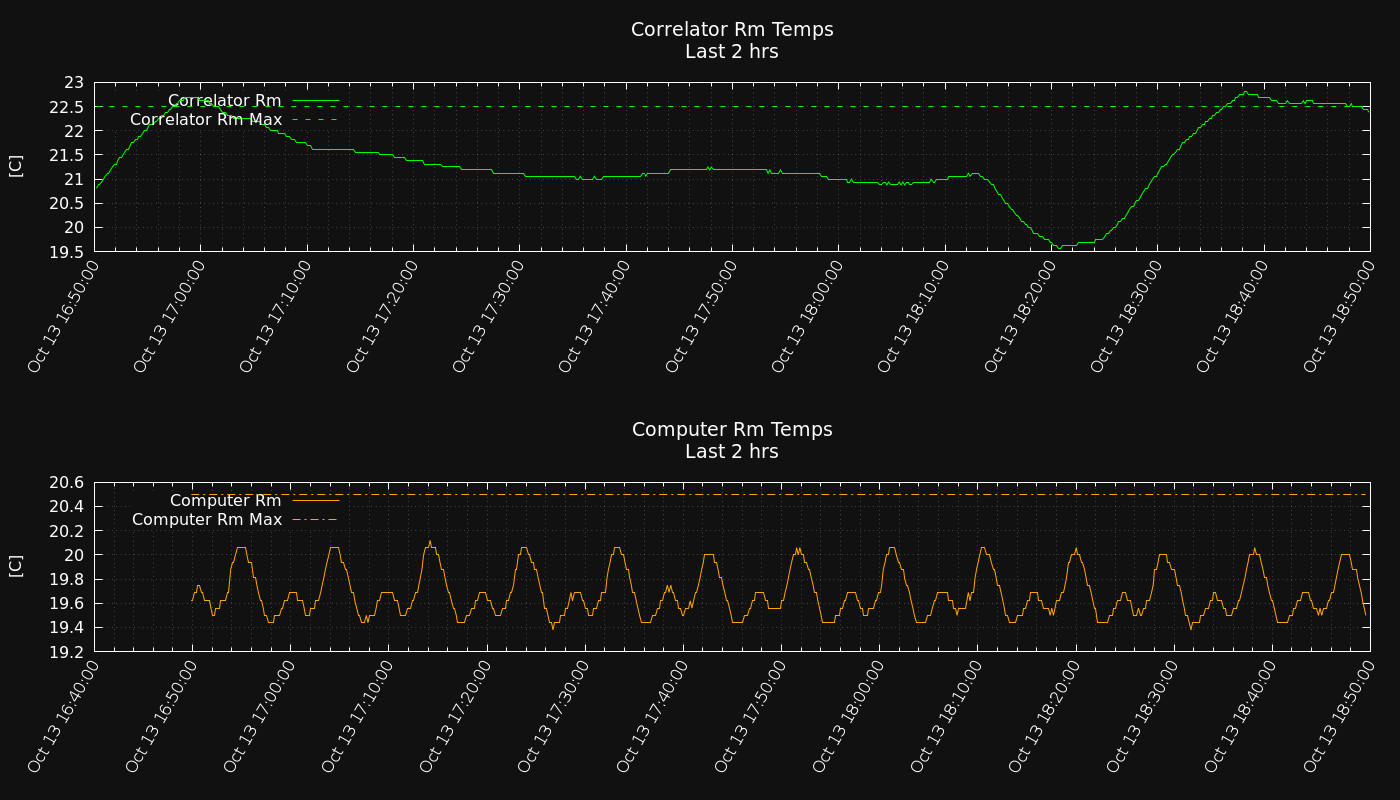 Correlator Rm Temps
Last 2 hrs
23
22.5
22
21.5
21
20.5
20
19.5
[C]
Correlator Rm
Correlator Rm Max
Oct 13 16:50:00
Oct 13 17:00:00
Oct 13 17:10:00
Oct 13 17:20:00
Oct 13 17:30:00
Oct 13 17:40:00
Oct 13 17:50:00
Oct 13 18:00:00
Oct 13 18:10:00
Oct 13 18:20:00
Oct 13 18:30:00
Oct 13 18:40:00
Oct 13 18:50:00
Computer Rm Temps
Last 2 hrs
20.6
20.4
20.2
20
19.8
19.6
19.4
19.2
[C]
Computer Rm
Computer Rm Max
Oct 13 16:40:00
Oct 13 16:50:00
Oct 13 17:00:00
Oct 13 17:10:00
Oct 13 17:20:00
Oct 13 17:30:00
Oct 13 17:40:00
Oct 13 17:50:00
Oct 13 18:00:00
Oct 13 18:10:00
Oct 13 18:20:00
Oct 13 18:30:00
Oct 13 18:40:00
Oct 13 18:50:00